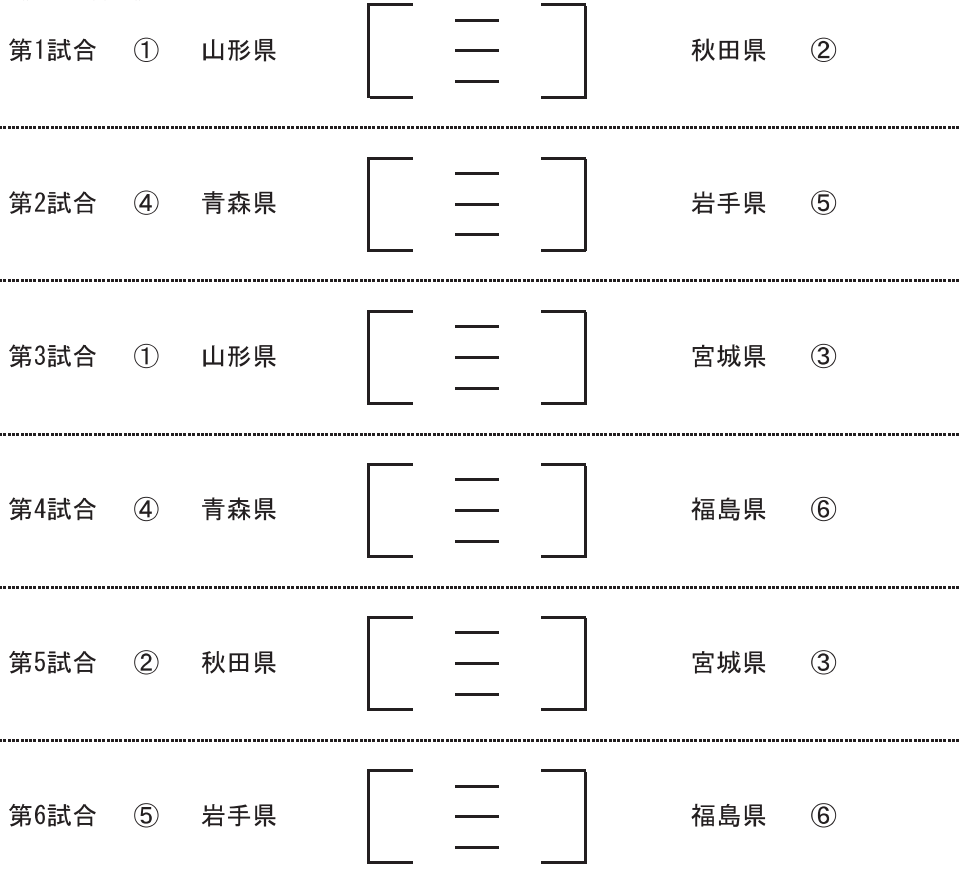 第1試合 ① 山形県 秋田県 ②
第2試合 ④ 青森県 岩手県 ⑤
第3試合 ① 山形県 宮城県 ③
第4試合 ④ 青森県 福島県 ⑥
第5試合 ② 秋田県 宮城県 ③
第6試合 ⑤ 岩手県 福島県 ⑥